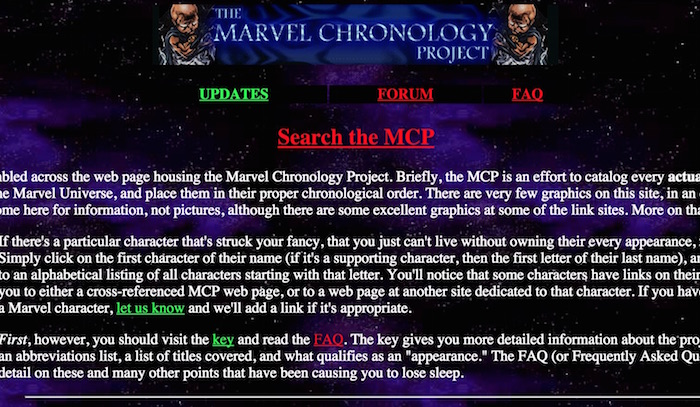 THE
MARVEL CHRONOLOGY
PROJECT
UPDATES FORUM FAQ
Search the MCP
bled across the web page housing the Marvel Chronology Project. Briefly, the MCP is an effort to catalog every actua
he Marvel Universe, and place them in their proper chronological order. There are very few graphics on this site, in an
ome here for information, not pictures, although there are some excellent graphics at some of the link sites. More on tha
If there's a particular character that's struck your fancy, that you just can't live without owning their every appearance,
Simply click on the first character of their name (if it's a supporting character, then the first letter of their last name), an
to an alphabetical listing of all characters starting with that letter. You'll notice that some characters have links on their
you to either a cross-referenced MCP web page, or to a web page at another site dedicated to that character. If you have
a Marvel character, let us know and we'll add a link if it's appropriate.
First, however, you should visit the key and read the FAQ. The key gives you more detailed information about the proj
an abbreviations list, a list of titles covered, and what qualifies as an "appearance." The FAQ (or Frequently Asked Qu
detail on these and many other points that have been causing you to lose sleep.